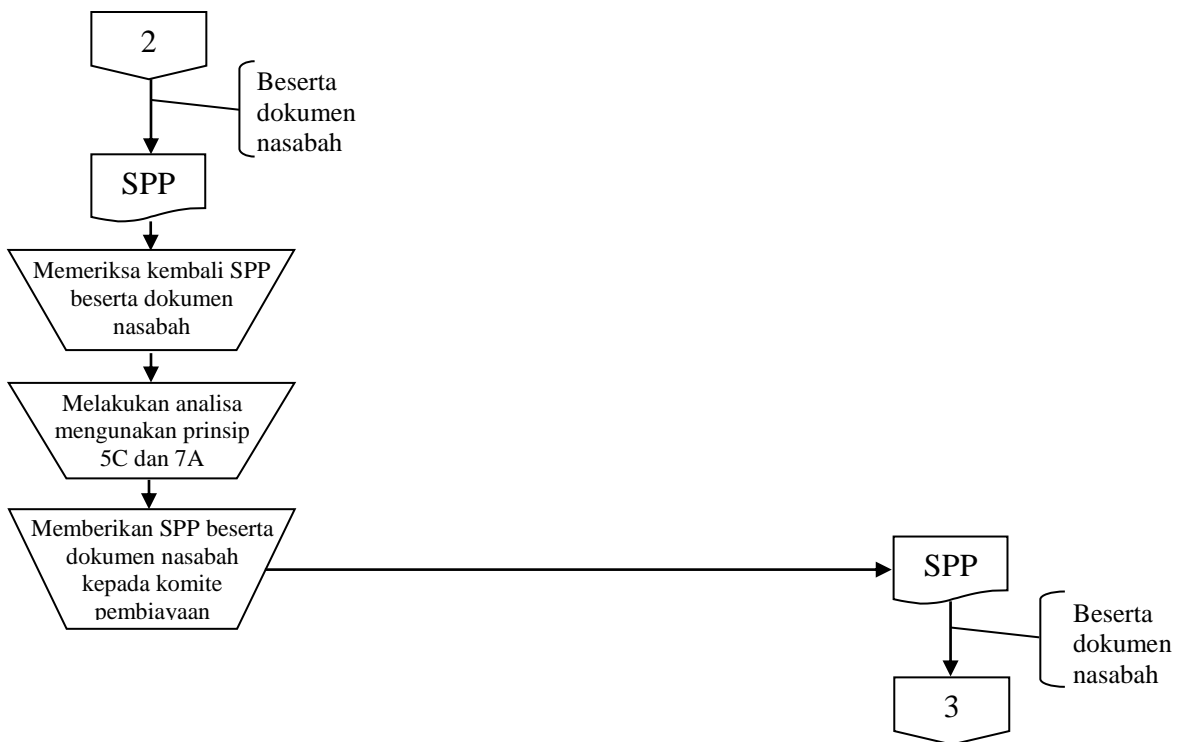 2
Beserta
dokumen
nasabah
SPP
Memeriksa kembali SPP
beserta dokumen
nasabah
Melakukan analisa
mengunakan prinsip
5C dan 7A
Memberikan SPP beserta
dokumen nasabah
kepada komite
pembiayaan
SPP
Beserta
dokumen
nasabah
3